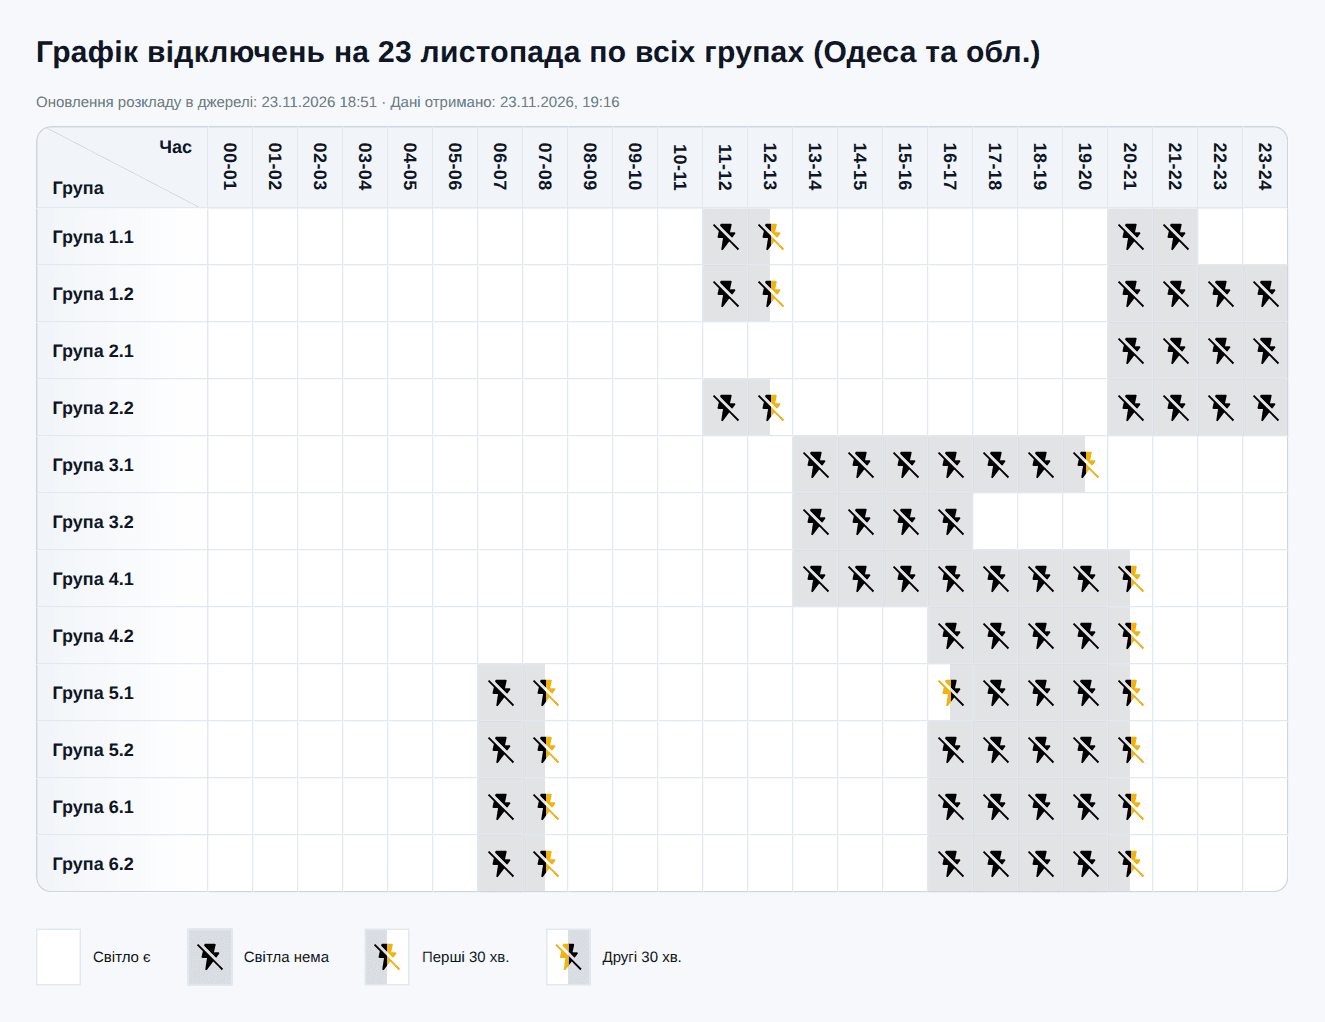 Графік відключень на 23 листопада по всіх групах (Одеса та обл.)
Оновлення розкладу в джерелі: 23.11.2026 18:51 · Дані отримано: 23.11.2026, 19:16
Час
Група
00-01 01-02 02-03 03-04 04-05 05-06 06-07 07-08 08-09 09-10 10-11 11-12 12-13 13-14 14-15 15-16 16-17 17-18 18-19 19-20 20-21 21-22 22-23 23-24
Група 1.1
Група 1.2
Група 2.1
Група 2.2
Група 3.1
Група 3.2
Група 4.1
Група 4.2
Група 5.1
Група 5.2
Група 6.1
Група 6.2
Світло є Світла нема Перші 30 хв. Другі 30 хв.